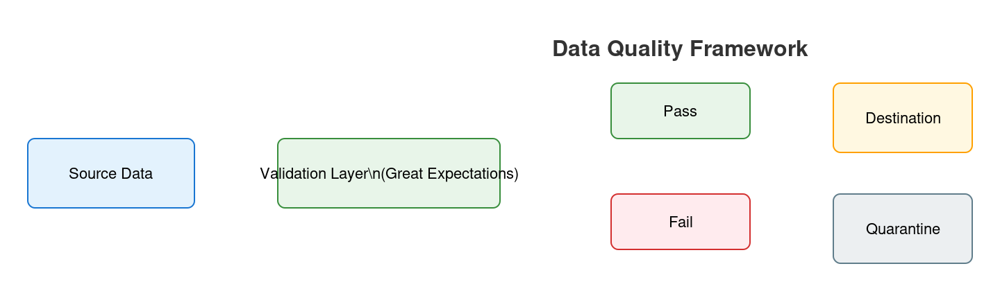 Data Quality Framework
Source Data
Validation Layer\n(Great Expectations)
Pass
Fail
Destination
Quarantine